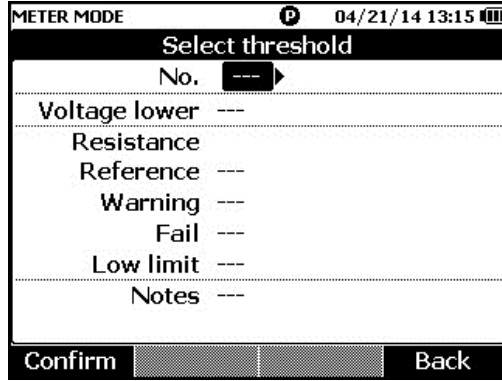 METER MODE P 04/21/14 13:15
Select threshold
No. ---
Voltage lower ---
Resistance
Reference ---
Warning ---
Fail ---
Low limit ---
Notes ---
Confirm Back